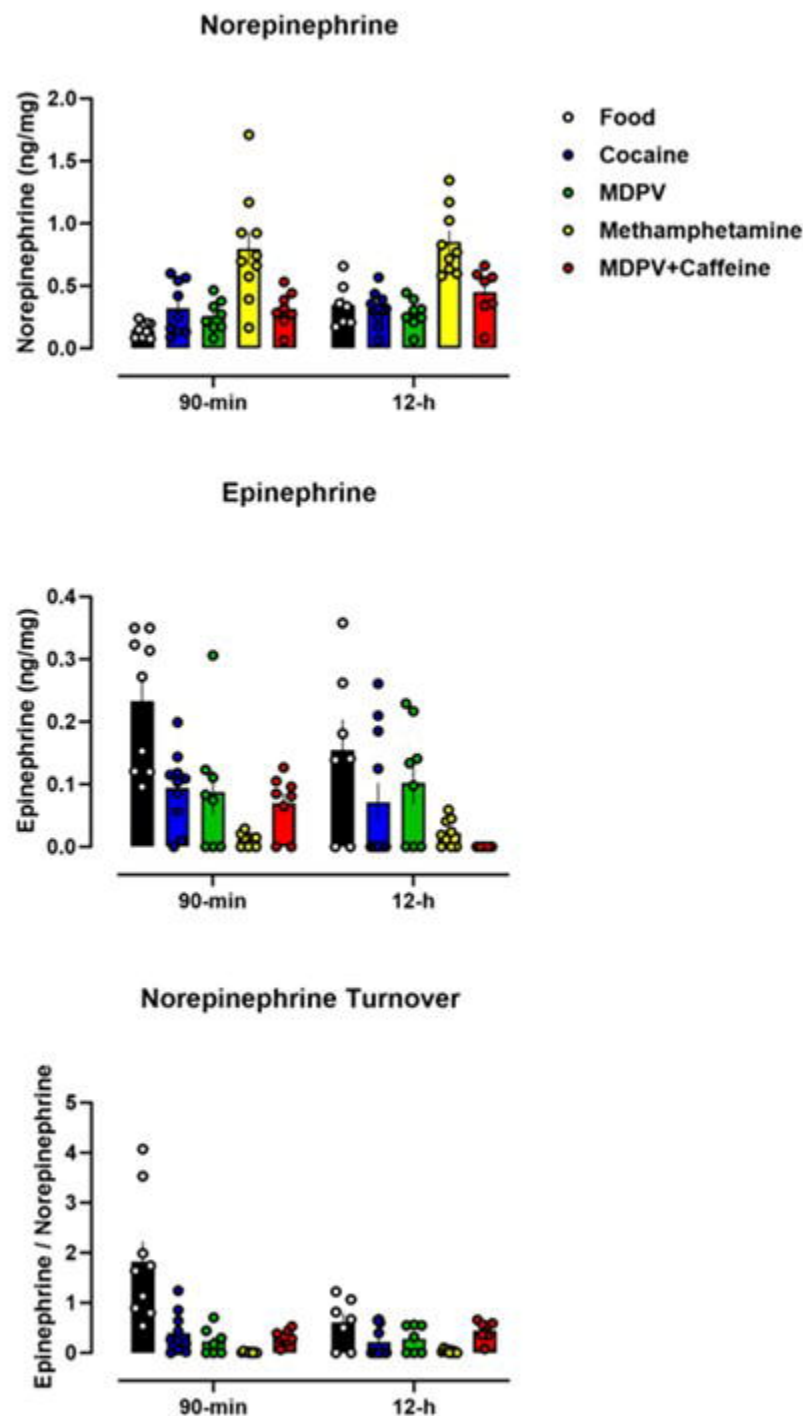 Norepinephrine
Norepinephrine (ng/mg)
2.0
1.5
1.0
0.5
0.0
90-min
12-h
Food
Cocaine
MDPV
Methamphetamine
MDPV+Caffeine
Epinephrine
Epinephrine (ng/mg)
0.4
0.3
0.2
0.1
0.0
90-min
12-h
Norepinephrine Turnover
Epinephrine / Norepinephrine
5
4
3
2
1
0
90-min
12-h